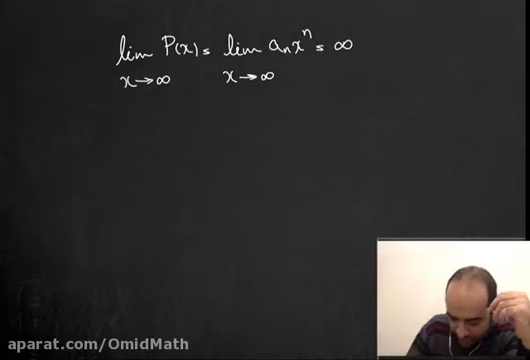 lim P(x) = lim aₙxⁿ = ∞
x→∞ x→∞
aparat.com/OmidMath